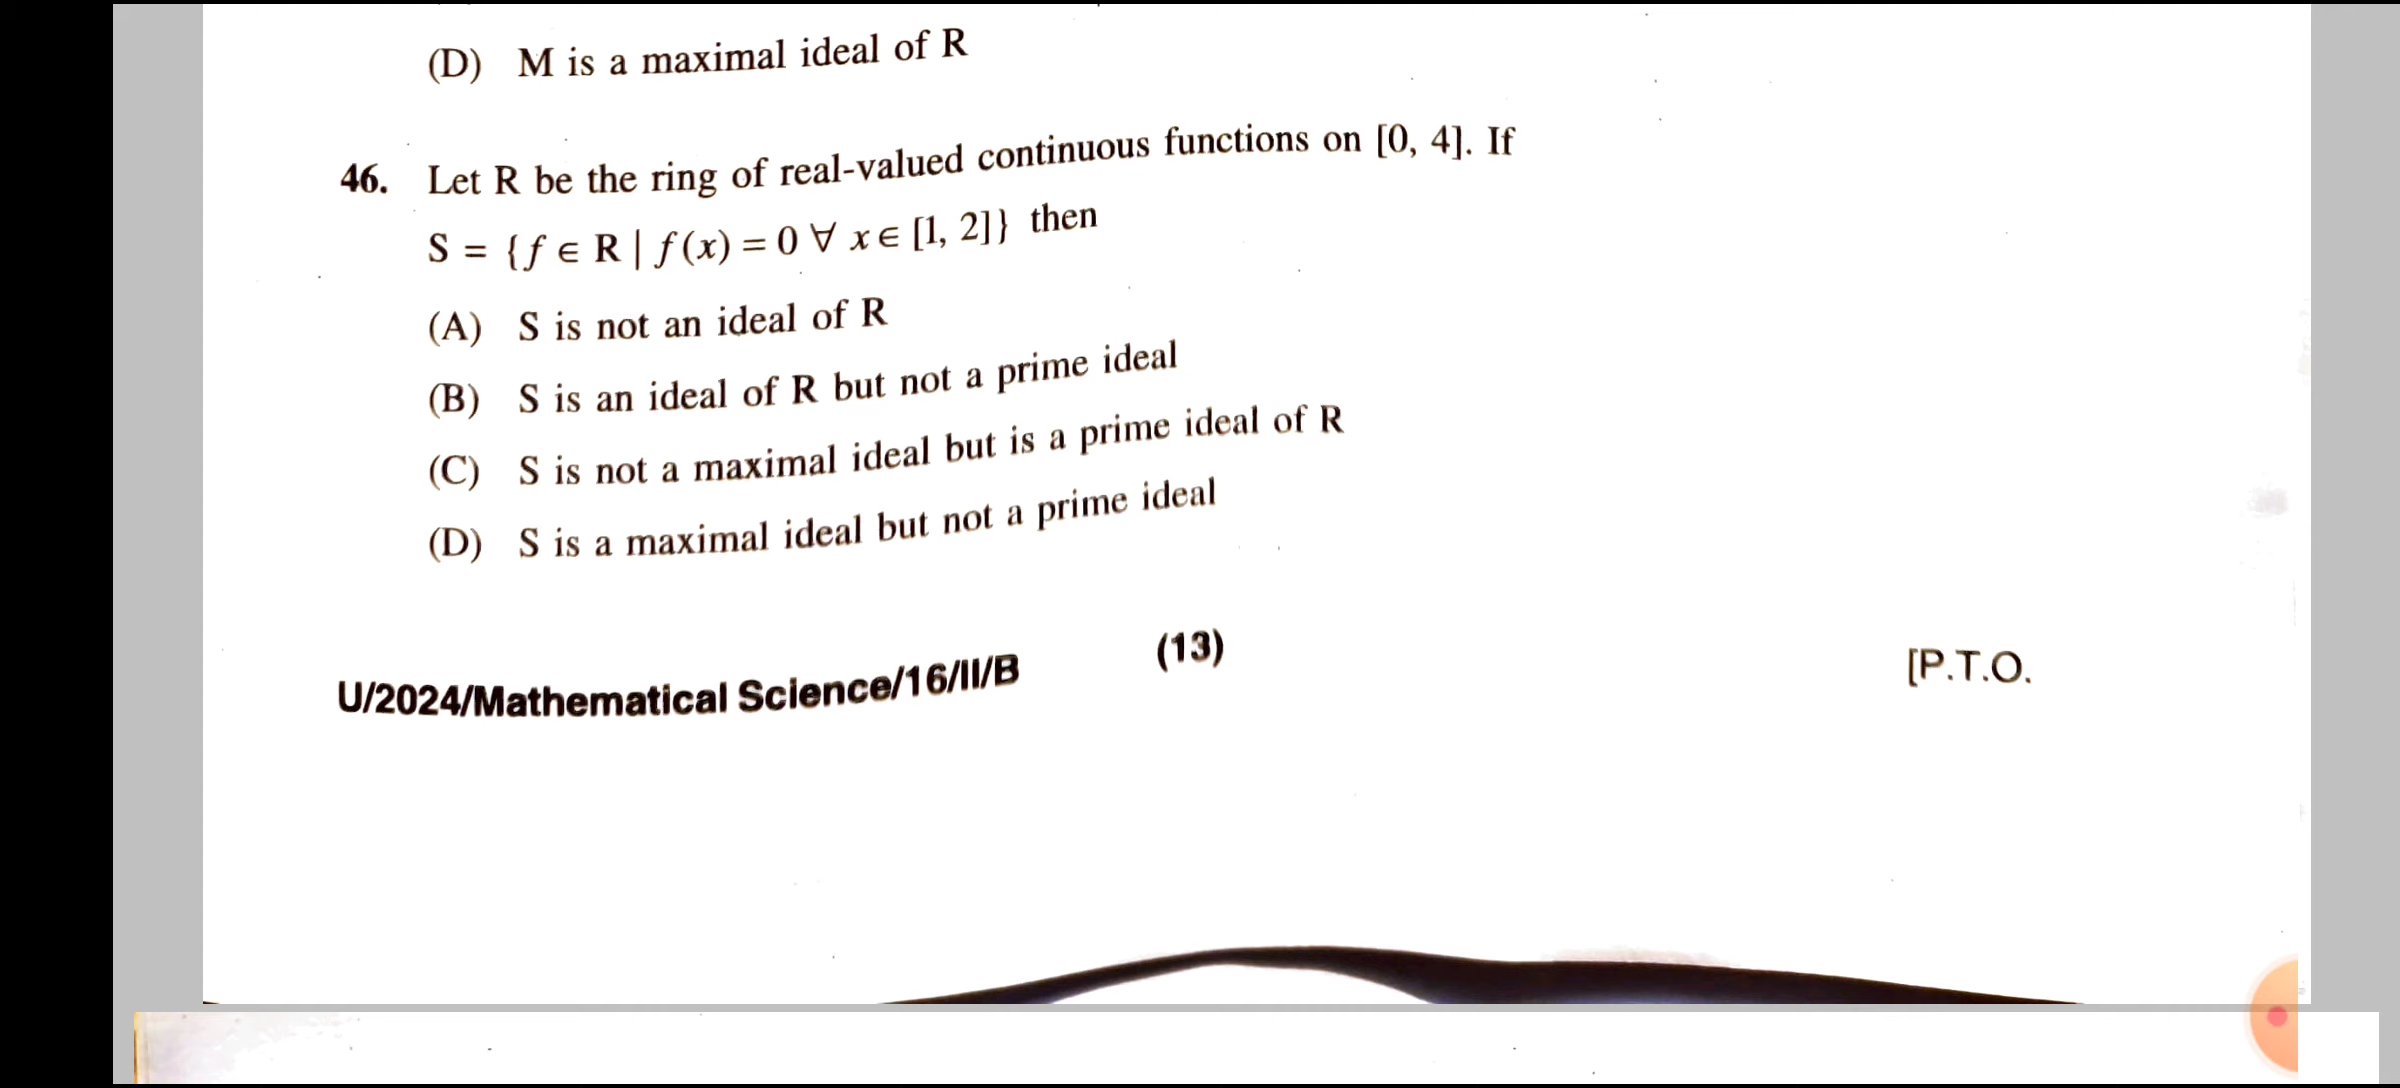 (D) M is a maximal ideal of R
46. Let R be the ring of real-valued continuous functions on [0, 4]. If
S = {f ∈ R | f(x) = 0 ∀ x ∈ [1, 2]} then
(A) S is not an ideal of R
(B) S is an ideal of R but not a prime ideal
(C) S is not a maximal ideal but is a prime ideal of R
(D) S is a maximal ideal but not a prime ideal
U/2024/Mathematical Science/16/II/B (13) [P.T.O.